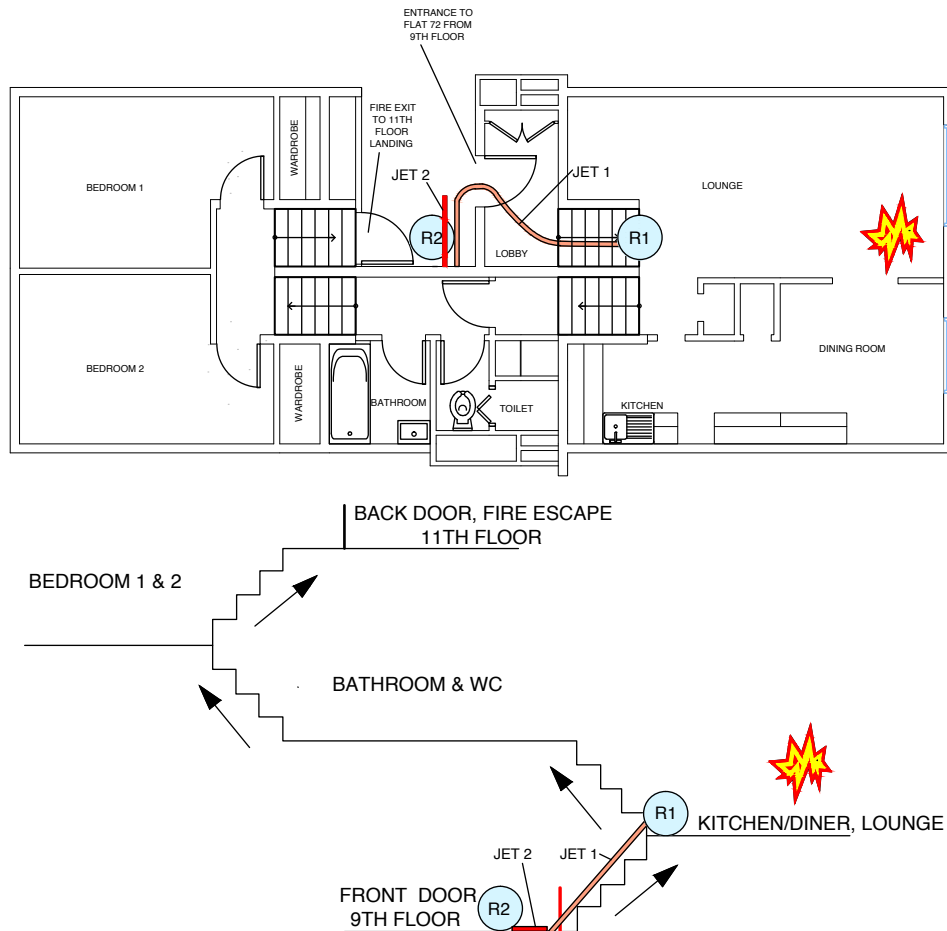 ENTRANCE TO
FLAT 72 FROM
9TH FLOOR
FIRE EXIT
TO 11TH
FLOOR
LANDING
WARDROBE
BEDROOM 1
JET 2
JET 1
LOUNGE
R2
R1
LOBBY
DINING ROOM
BEDROOM 2
WARDROBE
BATHROOM
TOILET
KITCHEN
BACK DOOR, FIRE ESCAPE
11TH FLOOR
BEDROOM 1 & 2
BATHROOM & WC
R1
KITCHEN/DINER, LOUNGE
JET 2
JET 1
FRONT DOOR
9TH FLOOR
R2